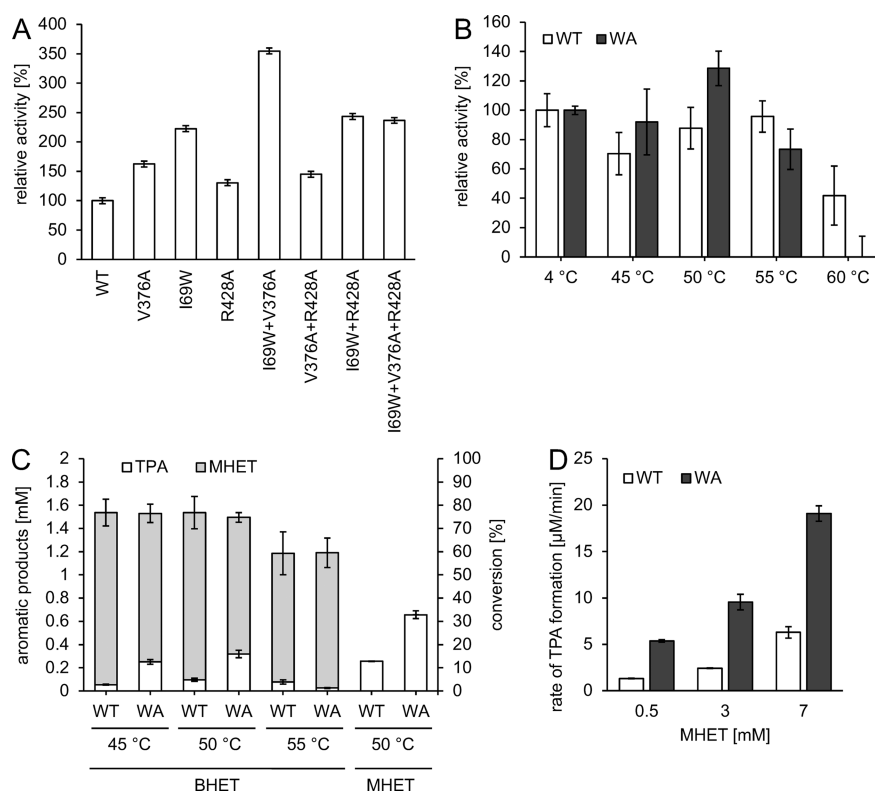 A
relative activity [%]
400
350
300
250
200
150
100
50
0
WT
V376A
I69W
R428A
I69W+V376A
V376A+R428A
I69W+R428A
I69W+V376A+R428A
B
WT WA
relative activity [%]
160
140
120
100
80
60
40
20
0
4 °C 45 °C 50 °C 55 °C 60 °C
C
TPA MHET
aromatic products [mM]
2
1.8
1.6
1.4
1.2
1
0.8
0.6
0.4
0.2
0
100
90
80
70
60
50
40
30
20
10
0
conversion [%]
WT WA WT WA WT WA WT WA
45 °C 50 °C 55 °C 50 °C
BHET MHET
D
WT WA
rate of TPA formation [µM/min]
25
20
15
10
5
0
0.5 3 7
MHET [mM]